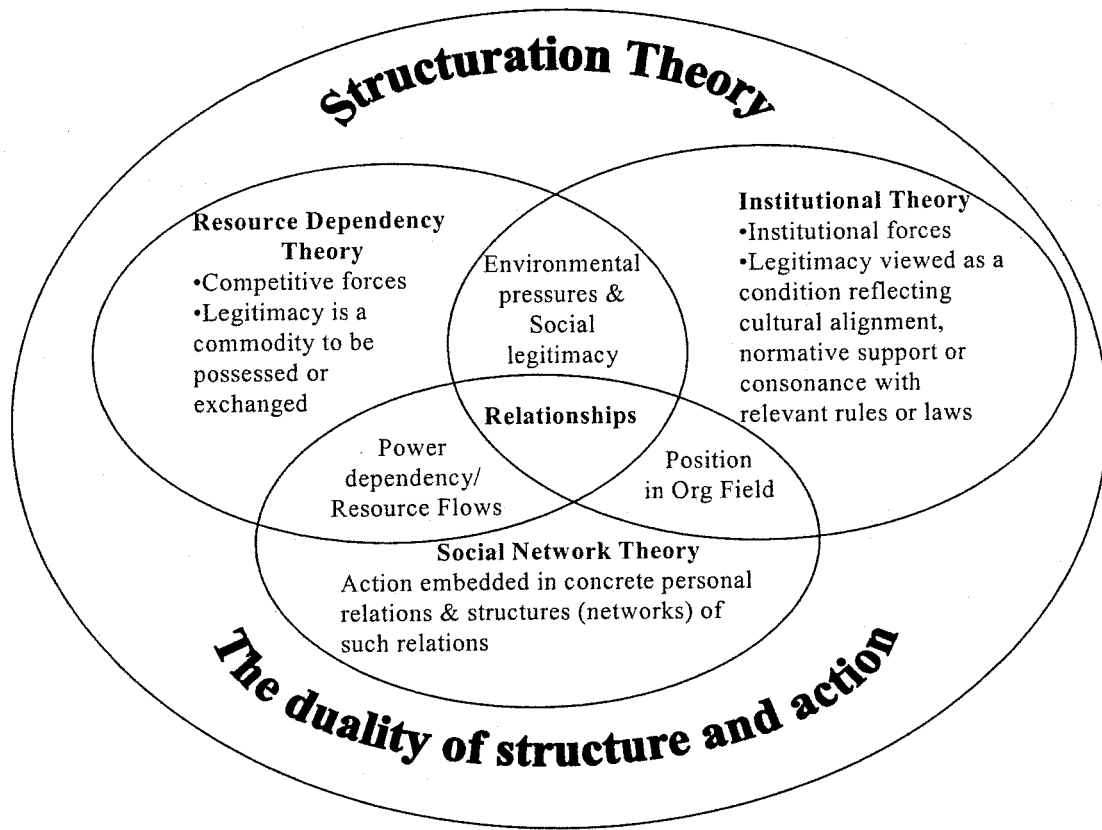 Structuration Theory
Resource Dependency
Theory
•Competitive forces
•Legitimacy is a
commodity to be
possessed or
exchanged
Environmental
pressures &
Social
legitimacy
Institutional Theory
•Institutional forces
•Legitimacy viewed as a
condition reflecting
cultural alignment,
normative support or
consonance with
relevant rules or laws
Relationships
Power
dependency/
Resource Flows
Position
in Org Field
Social Network Theory
Action embedded in concrete personal
relations & structures (networks) of
such relations
The duality of structure and action